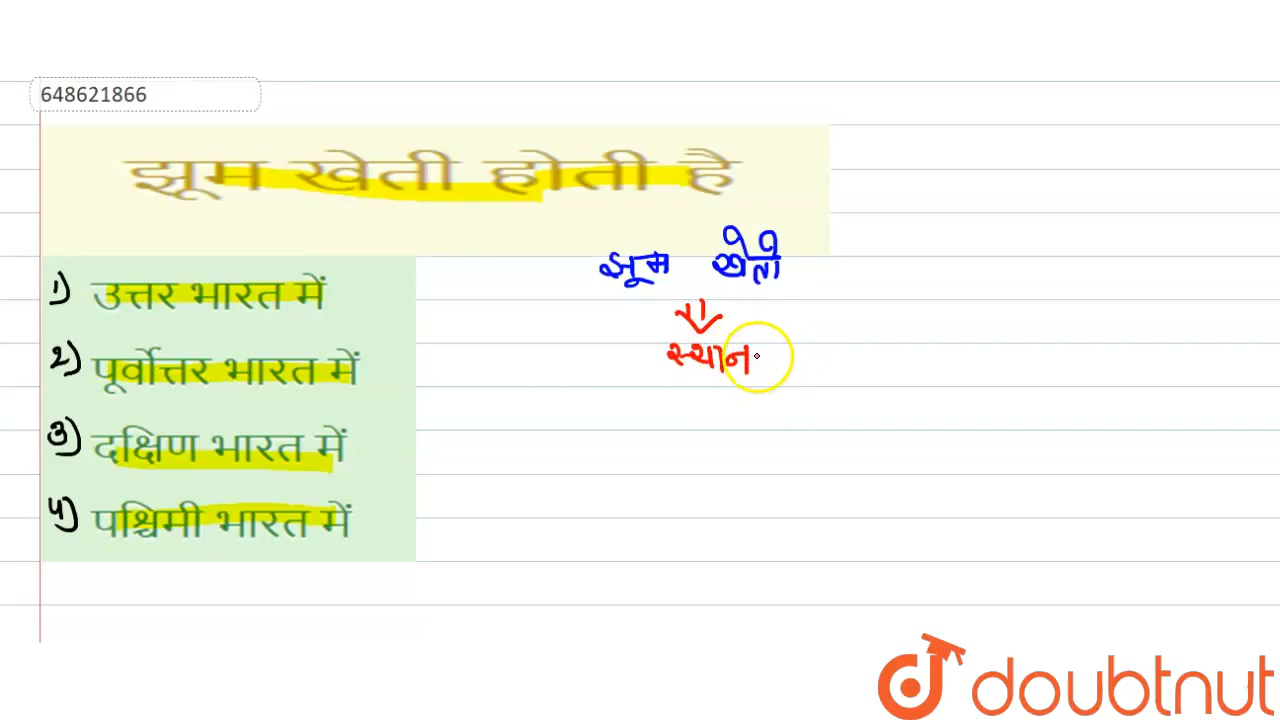 648621866
झूम खेती होती है
झूम खेती
स्थान
1) उत्तर भारत में
2) पूर्वोत्तर भारत में
3) दक्षिण भारत में
4) पश्चिमी भारत में
doubtnut